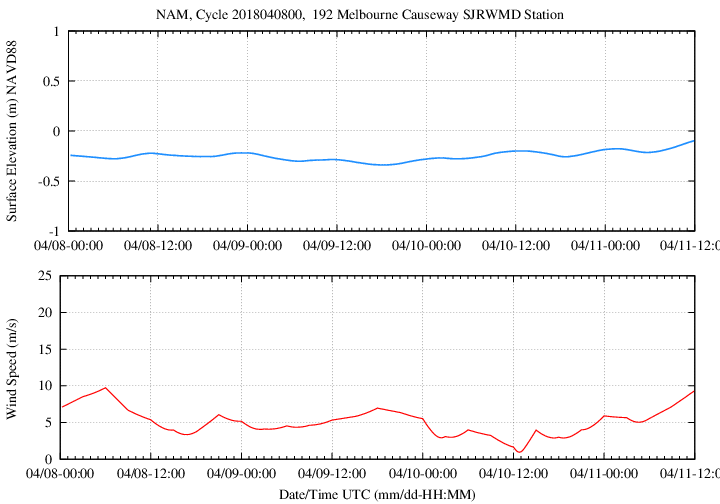 NAM, Cycle 2018040800,  192 Melbourne Causeway SJRWMD Station
Surface Elevation (m) NAVD88
1
0.5
0
-0.5
-1
04/08-00:00 04/08-12:00 04/09-00:00 04/09-12:00 04/10-00:00 04/10-12:00 04/11-00:00 04/11-12:0
Wind Speed (m/s)
25
20
15
10
5
0
04/08-00:00 04/08-12:00 04/09-00:00 04/09-12:00 04/10-00:00 04/10-12:00 04/11-00:00 04/11-12:0
Date/Time UTC (mm/dd-HH:MM)